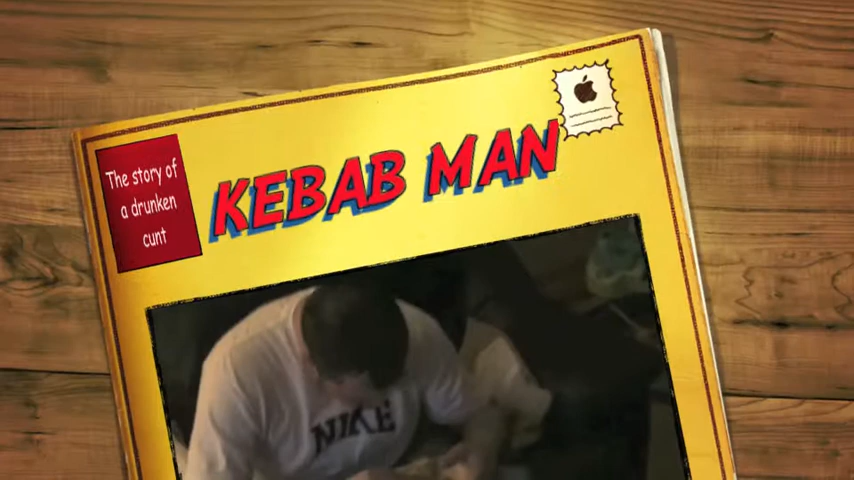 The story of
a drunken
cunt
KEBAB MAN
NIKE